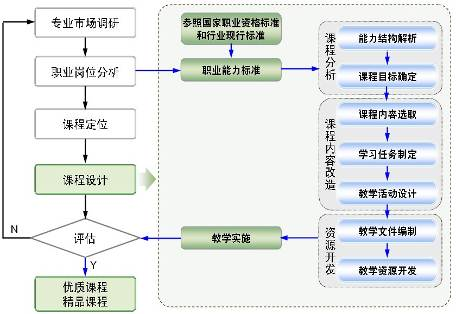 专业市场调研
职业岗位分析
课程定位
课程设计
N
评估
Y
优质课程
精品课程
参照国家职业资格标准
和行业现行标准
职业能力标准
教学实施
课程分析
能力结构解析
课程目标确定
课程内容改造
课程内容选取
学习任务制定
教学活动设计
资源开发
教学文件编制
教学资源开发